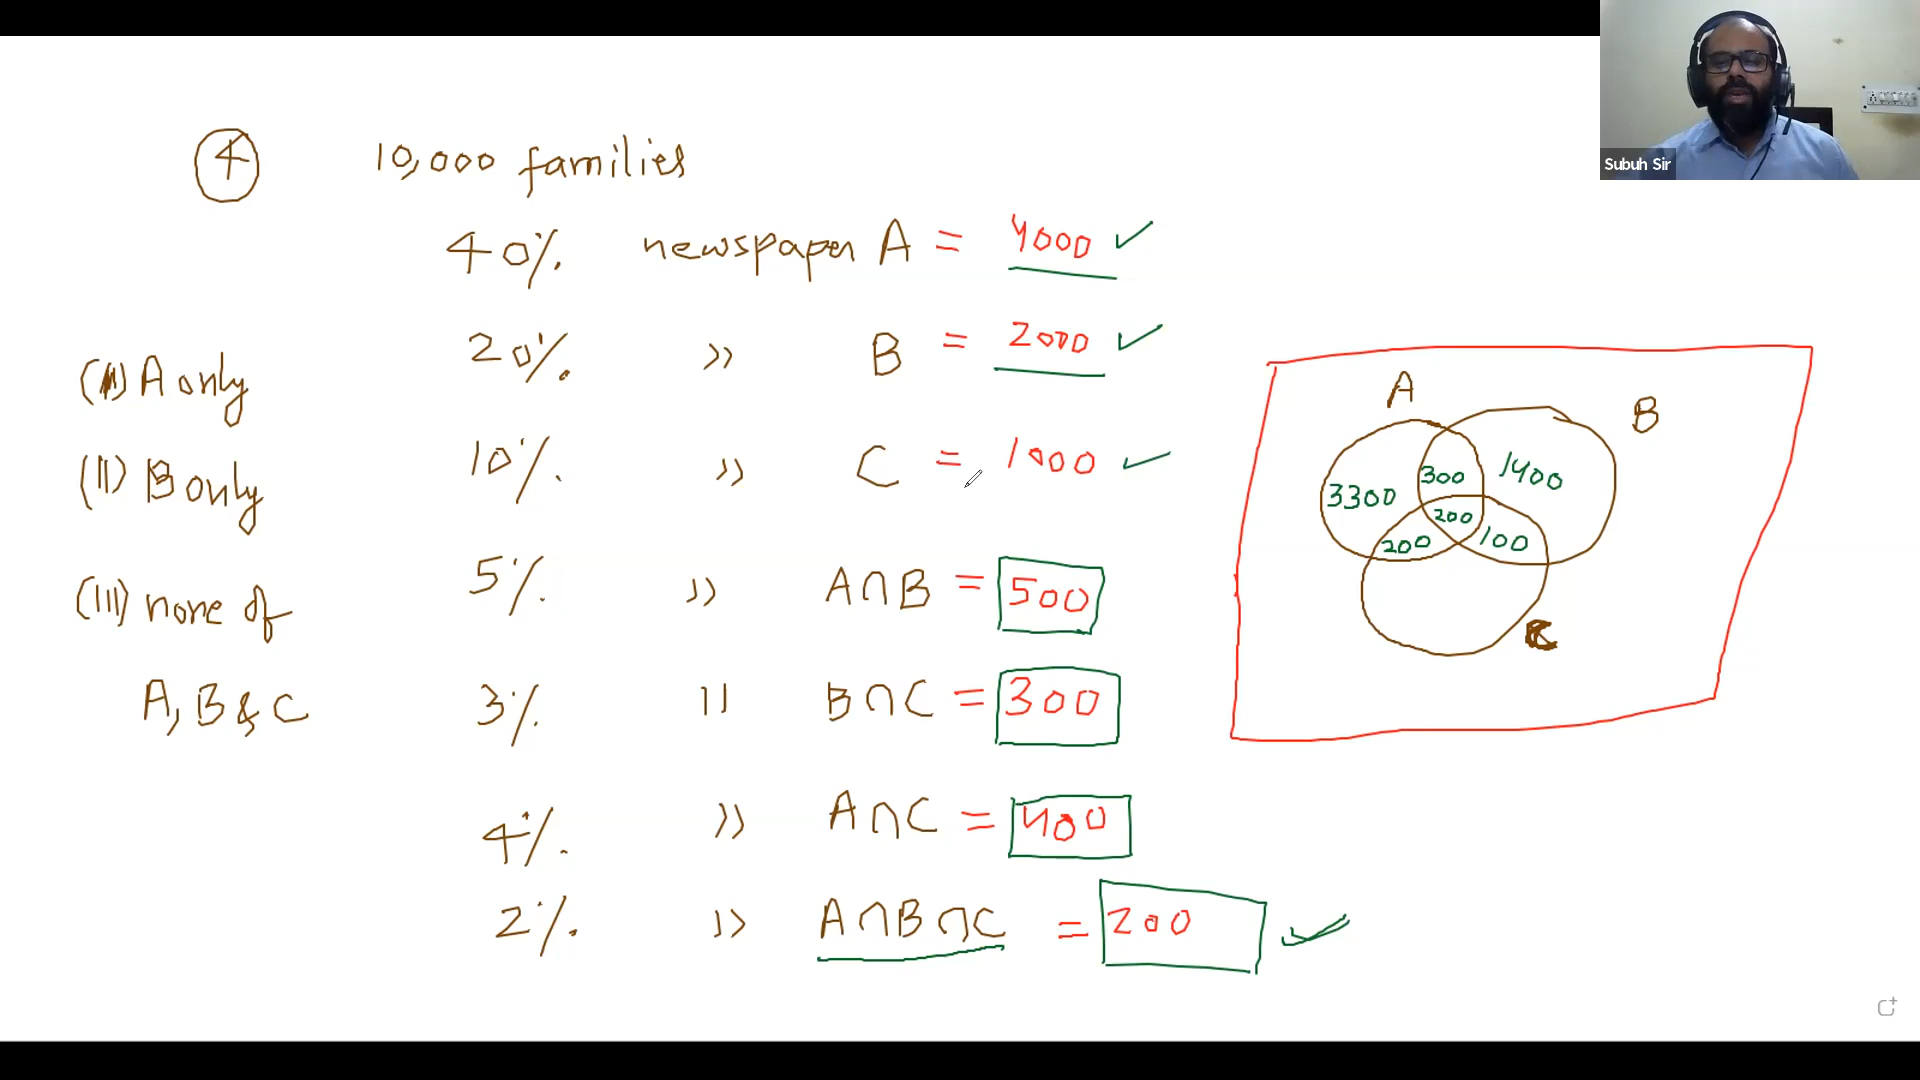 Subuh Sir
4
10,000 families
40% newspaper A = 4000 ✓
20% " B = 2000 ✓
10% " C = 1000 ✓
5% " A∩B = 500
3% " B∩C = 300
4% " A∩C = 400
2% " A∩B∩C = 200 ✓
(I) A only
(II) B only
(III) none of
A, B & C
A
B
3300
300
1400
200
200
100
C